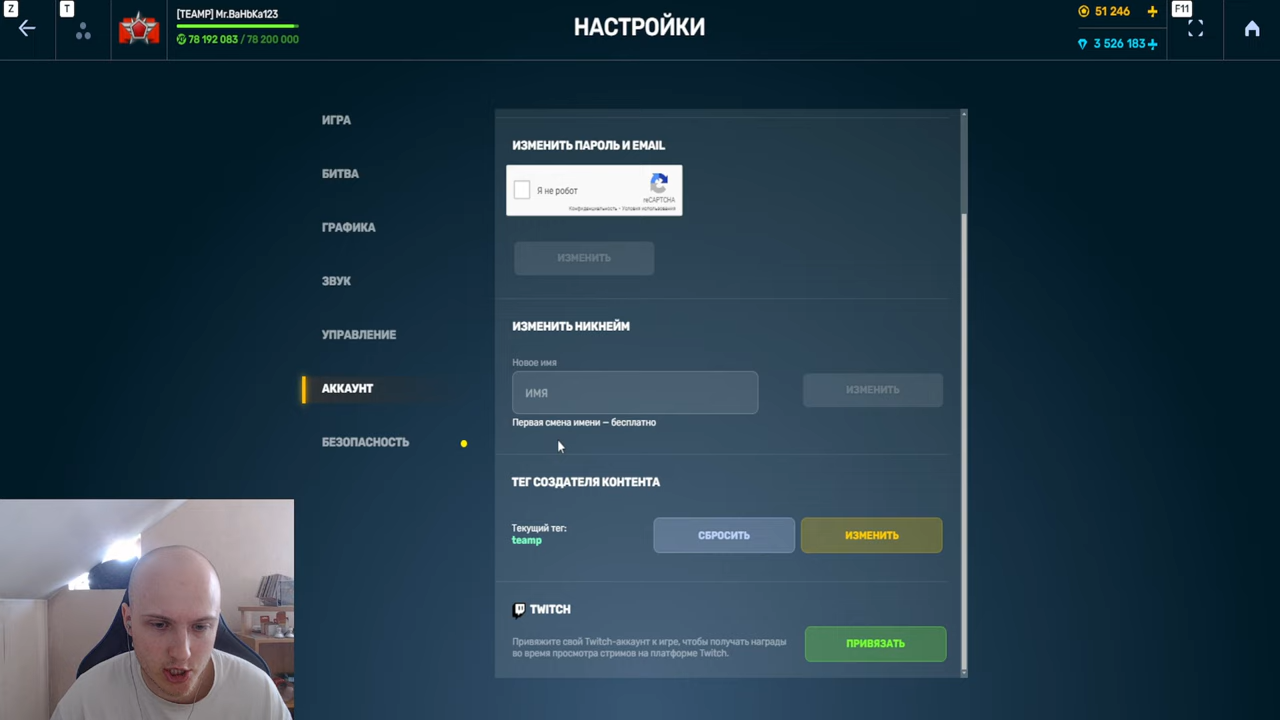 Z
T
[TEAMP] Mr.BaHbKa123
78 192 083 / 78 200 000
НАСТРОЙКИ
51 246
3 526 183
F11
ИГРА
БИТВА
ГРАФИКА
ЗВУК
УПРАВЛЕНИЕ
АККАУНТ
БЕЗОПАСНОСТЬ
ИЗМЕНИТЬ ПАРОЛЬ И EMAIL
Я не робот
reCAPTCHA
Конфиденциальность - Условия использования
ИЗМЕНИТЬ
ИЗМЕНИТЬ НИКНЕЙМ
Новое имя
ИМЯ
ИЗМЕНИТЬ
Первая смена имени — бесплатно
ТЕГ СОЗДАТЕЛЯ КОНТЕНТА
Текущий тег:
teamp
СБРОСИТЬ
ИЗМЕНИТЬ
TWITCH
Привяжите свой Twitch-аккаунт к игре, чтобы получать награды
во время просмотра стримов на платформе Twitch.
ПРИВЯЗАТЬ